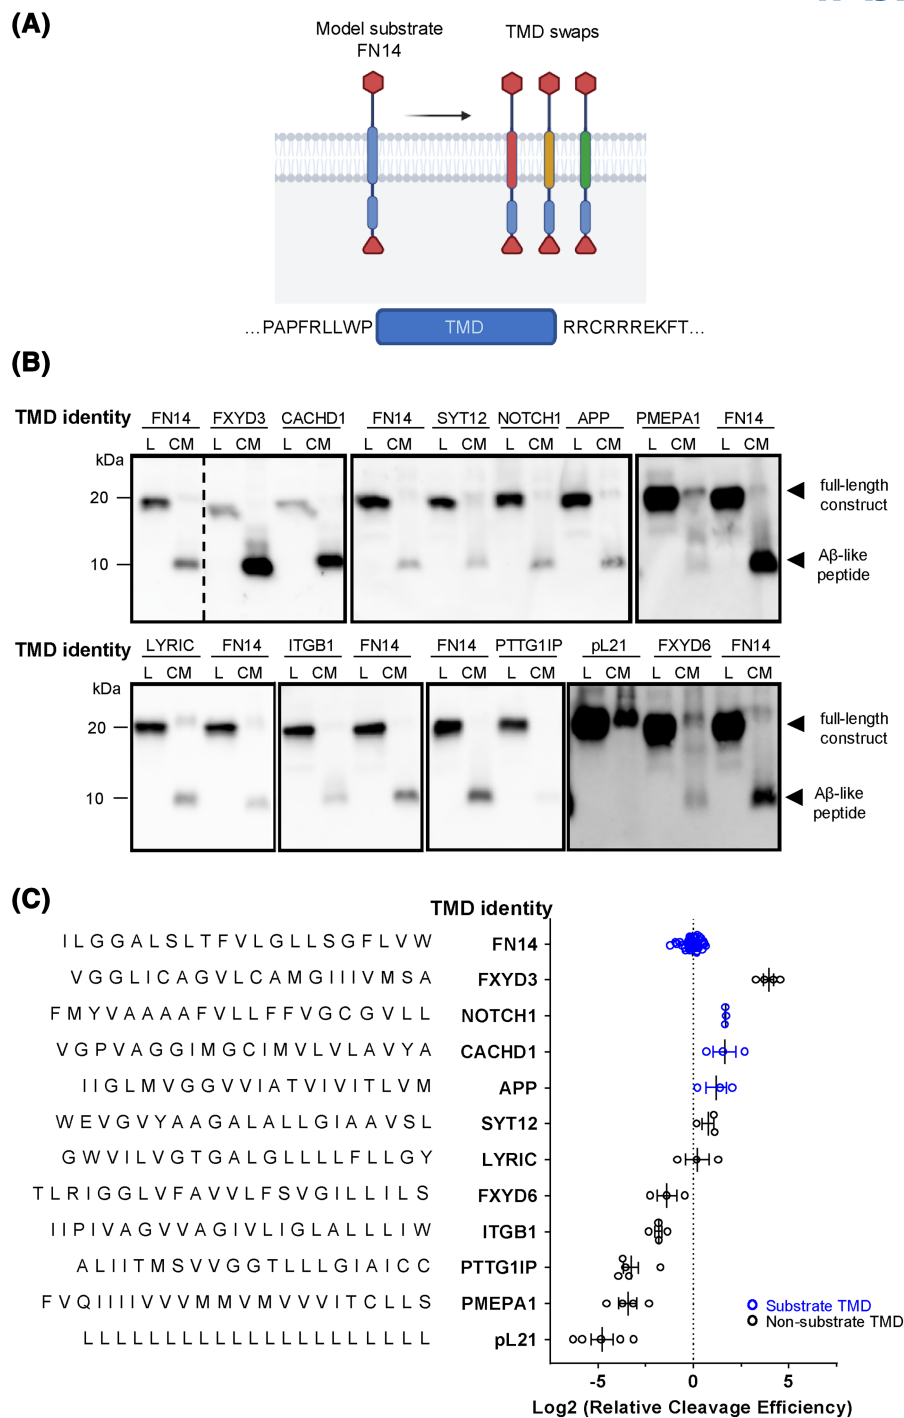 (A)
Model substrate
FN14
TMD swaps
...PAPFRLLWP TMD RRCRRREKFT...
(B)
TMD identity FN14 FXYD3 CACHD1 FN14 SYT12 NOTCH1 APP PMEPA1 FN14
L CM L CM L CM L CM L CM L CM L CM L CM L CM
kDa
20
full-length
construct
10
Aβ-like
peptide
TMD identity LYRIC FN14 ITGB1 FN14 FN14 PTTG1IP pL21 FXYD6 FN14
L CM L CM L CM L CM L CM L CM L CM L CM L CM
kDa
20
full-length
construct
10
Aβ-like
peptide
(C)
TMD identity
I L G G A L S L T F V L G L L S G F L V W FN14
V G G L I C A G V L C A M G I I I V M S A FXYD3
F M Y V A A A A F V L L F F V G C G V L L NOTCH1
V G P V A G G I M G C I M V L V L A V Y A CACHD1
I I G L M V G G V V I A T V I V I T L V M APP
W E V G V Y A A G A L A L L G I A A V S L SYT12
G W V I L V G T G A L G L L L L F L L G Y LYRIC
T L R I G G L V F A V V L F S V G I L L I L S FXYD6
I I P I V A G V V A G I V L I G L A L L L I W ITGB1
A L I I T M S V V G G T L L L G I A I C C PTTG1IP
F V Q I I I I V V V M M V M V V V I T C L L S PMEPA1
L L L L L L L L L L L L L L L L L L L L L pL21
Substrate TMD
Non-substrate TMD
-5 0 5
Log2 (Relative Cleavage Efficiency)